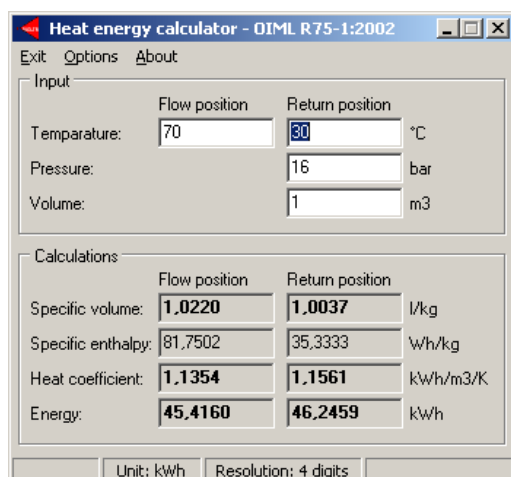 Heat energy calculator - OIML R75-1:2002
Exit Options About
Input
Flow position Return position
Temparature: 70 30 °C
Pressure: 16 bar
Volume: 1 m3
Calculations
Flow position Return position
Specific volume: 1,0220 1,0037 l/kg
Specific enthalpy: 81,7502 35,3333 Wh/kg
Heat coefficient: 1,1354 1,1561 kWh/m3/K
Energy: 45,4160 46,2459 kWh
Unit: kWh Resolution: 4 digits